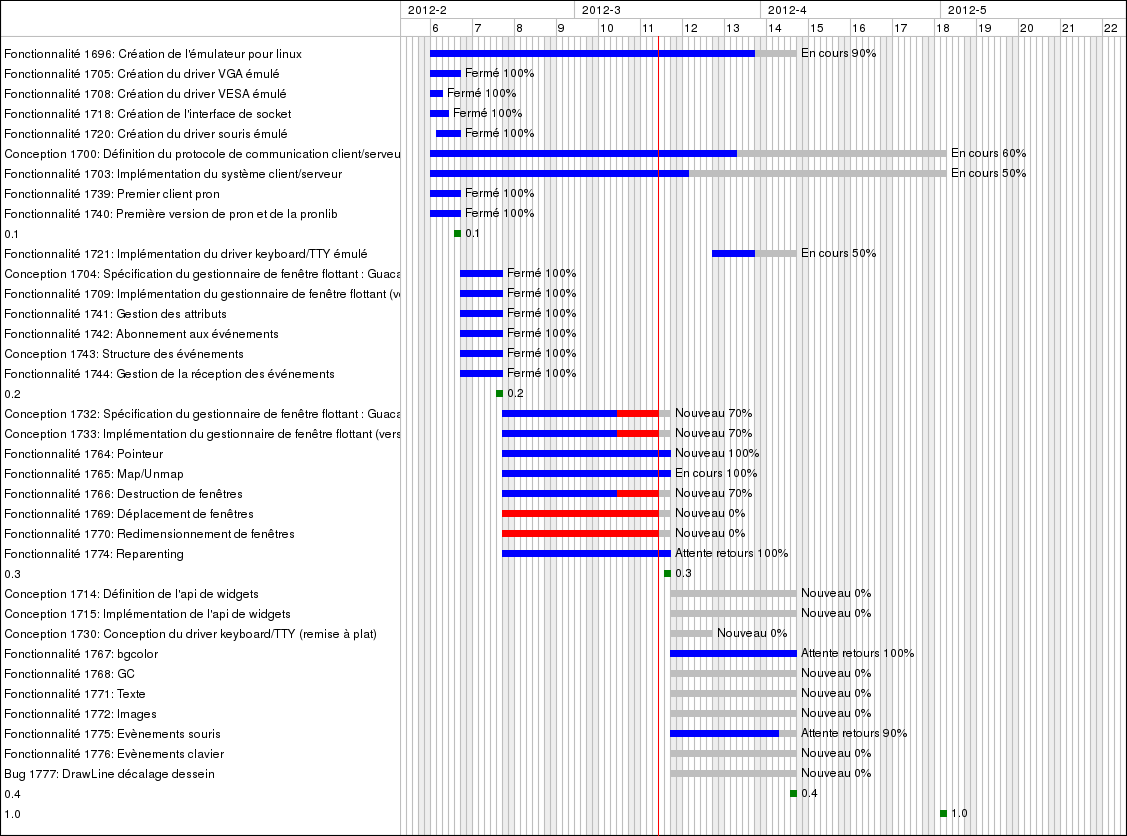 2012-2 2012-3 2012-4 2012-5
6 7 8 9 10 11 12 13 14 15 16 17 18 19 20 21 22
Fonctionnalité 1696: Création de l'émulateur pour linux En cours 90%
Fonctionnalité 1705: Création du driver VGA émulé Fermé 100%
Fonctionnalité 1708: Création du driver VESA émulé Fermé 100%
Fonctionnalité 1718: Création de l'interface de socket Fermé 100%
Fonctionnalité 1720: Création du driver souris émulé Fermé 100%
Conception 1700: Définition du protocole de communication client/serveu En cours 60%
Fonctionnalité 1703: Implémentation du système client/serveur En cours 50%
Fonctionnalité 1739: Premier client pron Fermé 100%
Fonctionnalité 1740: Première version de pron et de la pronlib Fermé 100%
0.1 0.1
Fonctionnalité 1721: Implémentation du driver keyboard/TTY émulé En cours 50%
Conception 1704: Spécification du gestionnaire de fenêtre flottant : Guaca Fermé 100%
Fonctionnalité 1709: Implémentation du gestionnaire de fenêtre flottant (ve Fermé 100%
Fonctionnalité 1741: Gestion des attributs Fermé 100%
Fonctionnalité 1742: Abonnement aux événements Fermé 100%
Conception 1743: Structure des événements Fermé 100%
Fonctionnalité 1744: Gestion de la réception des événements Fermé 100%
0.2 0.2
Conception 1732: Spécification du gestionnaire de fenêtre flottant : Guaca Nouveau 70%
Conception 1733: Implémentation du gestionnaire de fenêtre flottant (vers Nouveau 70%
Fonctionnalité 1764: Pointeur Nouveau 100%
Fonctionnalité 1765: Map/Unmap En cours 100%
Fonctionnalité 1766: Destruction de fenêtres Nouveau 70%
Fonctionnalité 1769: Déplacement de fenêtres Nouveau 0%
Fonctionnalité 1770: Redimensionnement de fenêtres Nouveau 0%
Fonctionnalité 1774: Reparenting Attente retours 100%
0.3 0.3
Conception 1714: Définition de l'api de widgets Nouveau 0%
Conception 1715: Implémentation de l'api de widgets Nouveau 0%
Conception 1730: Conception du driver keyboard/TTY (remise à plat) Nouveau 0%
Fonctionnalité 1767: bgcolor Attente retours 100%
Fonctionnalité 1768: GC Nouveau 0%
Fonctionnalité 1771: Texte Nouveau 0%
Fonctionnalité 1772: Images Nouveau 0%
Fonctionnalité 1775: Evènements souris Attente retours 90%
Fonctionnalité 1776: Evènements clavier Nouveau 0%
Bug 1777: DrawLine décalage dessein Nouveau 0%
0.4 0.4
1.0 1.0